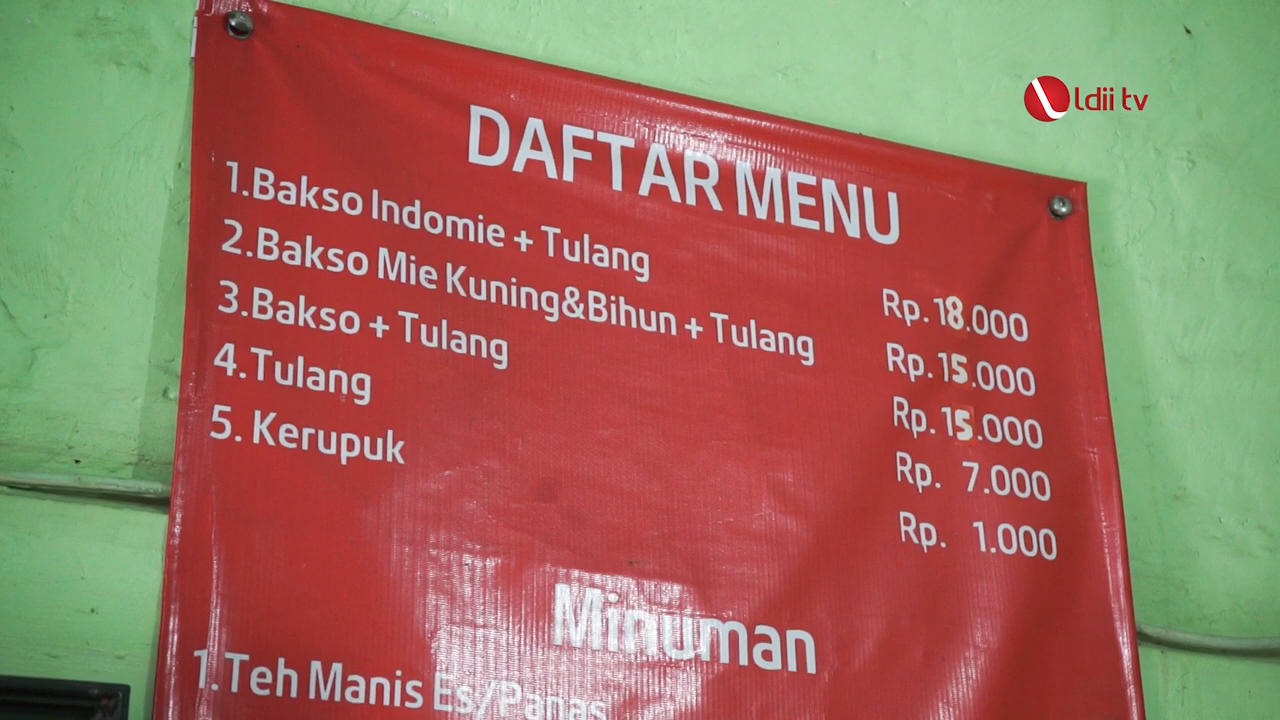 ldii tv
DAFTAR MENU
1.Bakso Indomie + Tulang Rp. 18.000
2.Bakso Mie Kuning&Bihun + Tulang Rp. 15.000
3.Bakso + Tulang Rp. 15.000
4.Tulang Rp. 7.000
5. Kerupuk Rp. 1.000
Minuman
1.Teh Manis Es/Panas